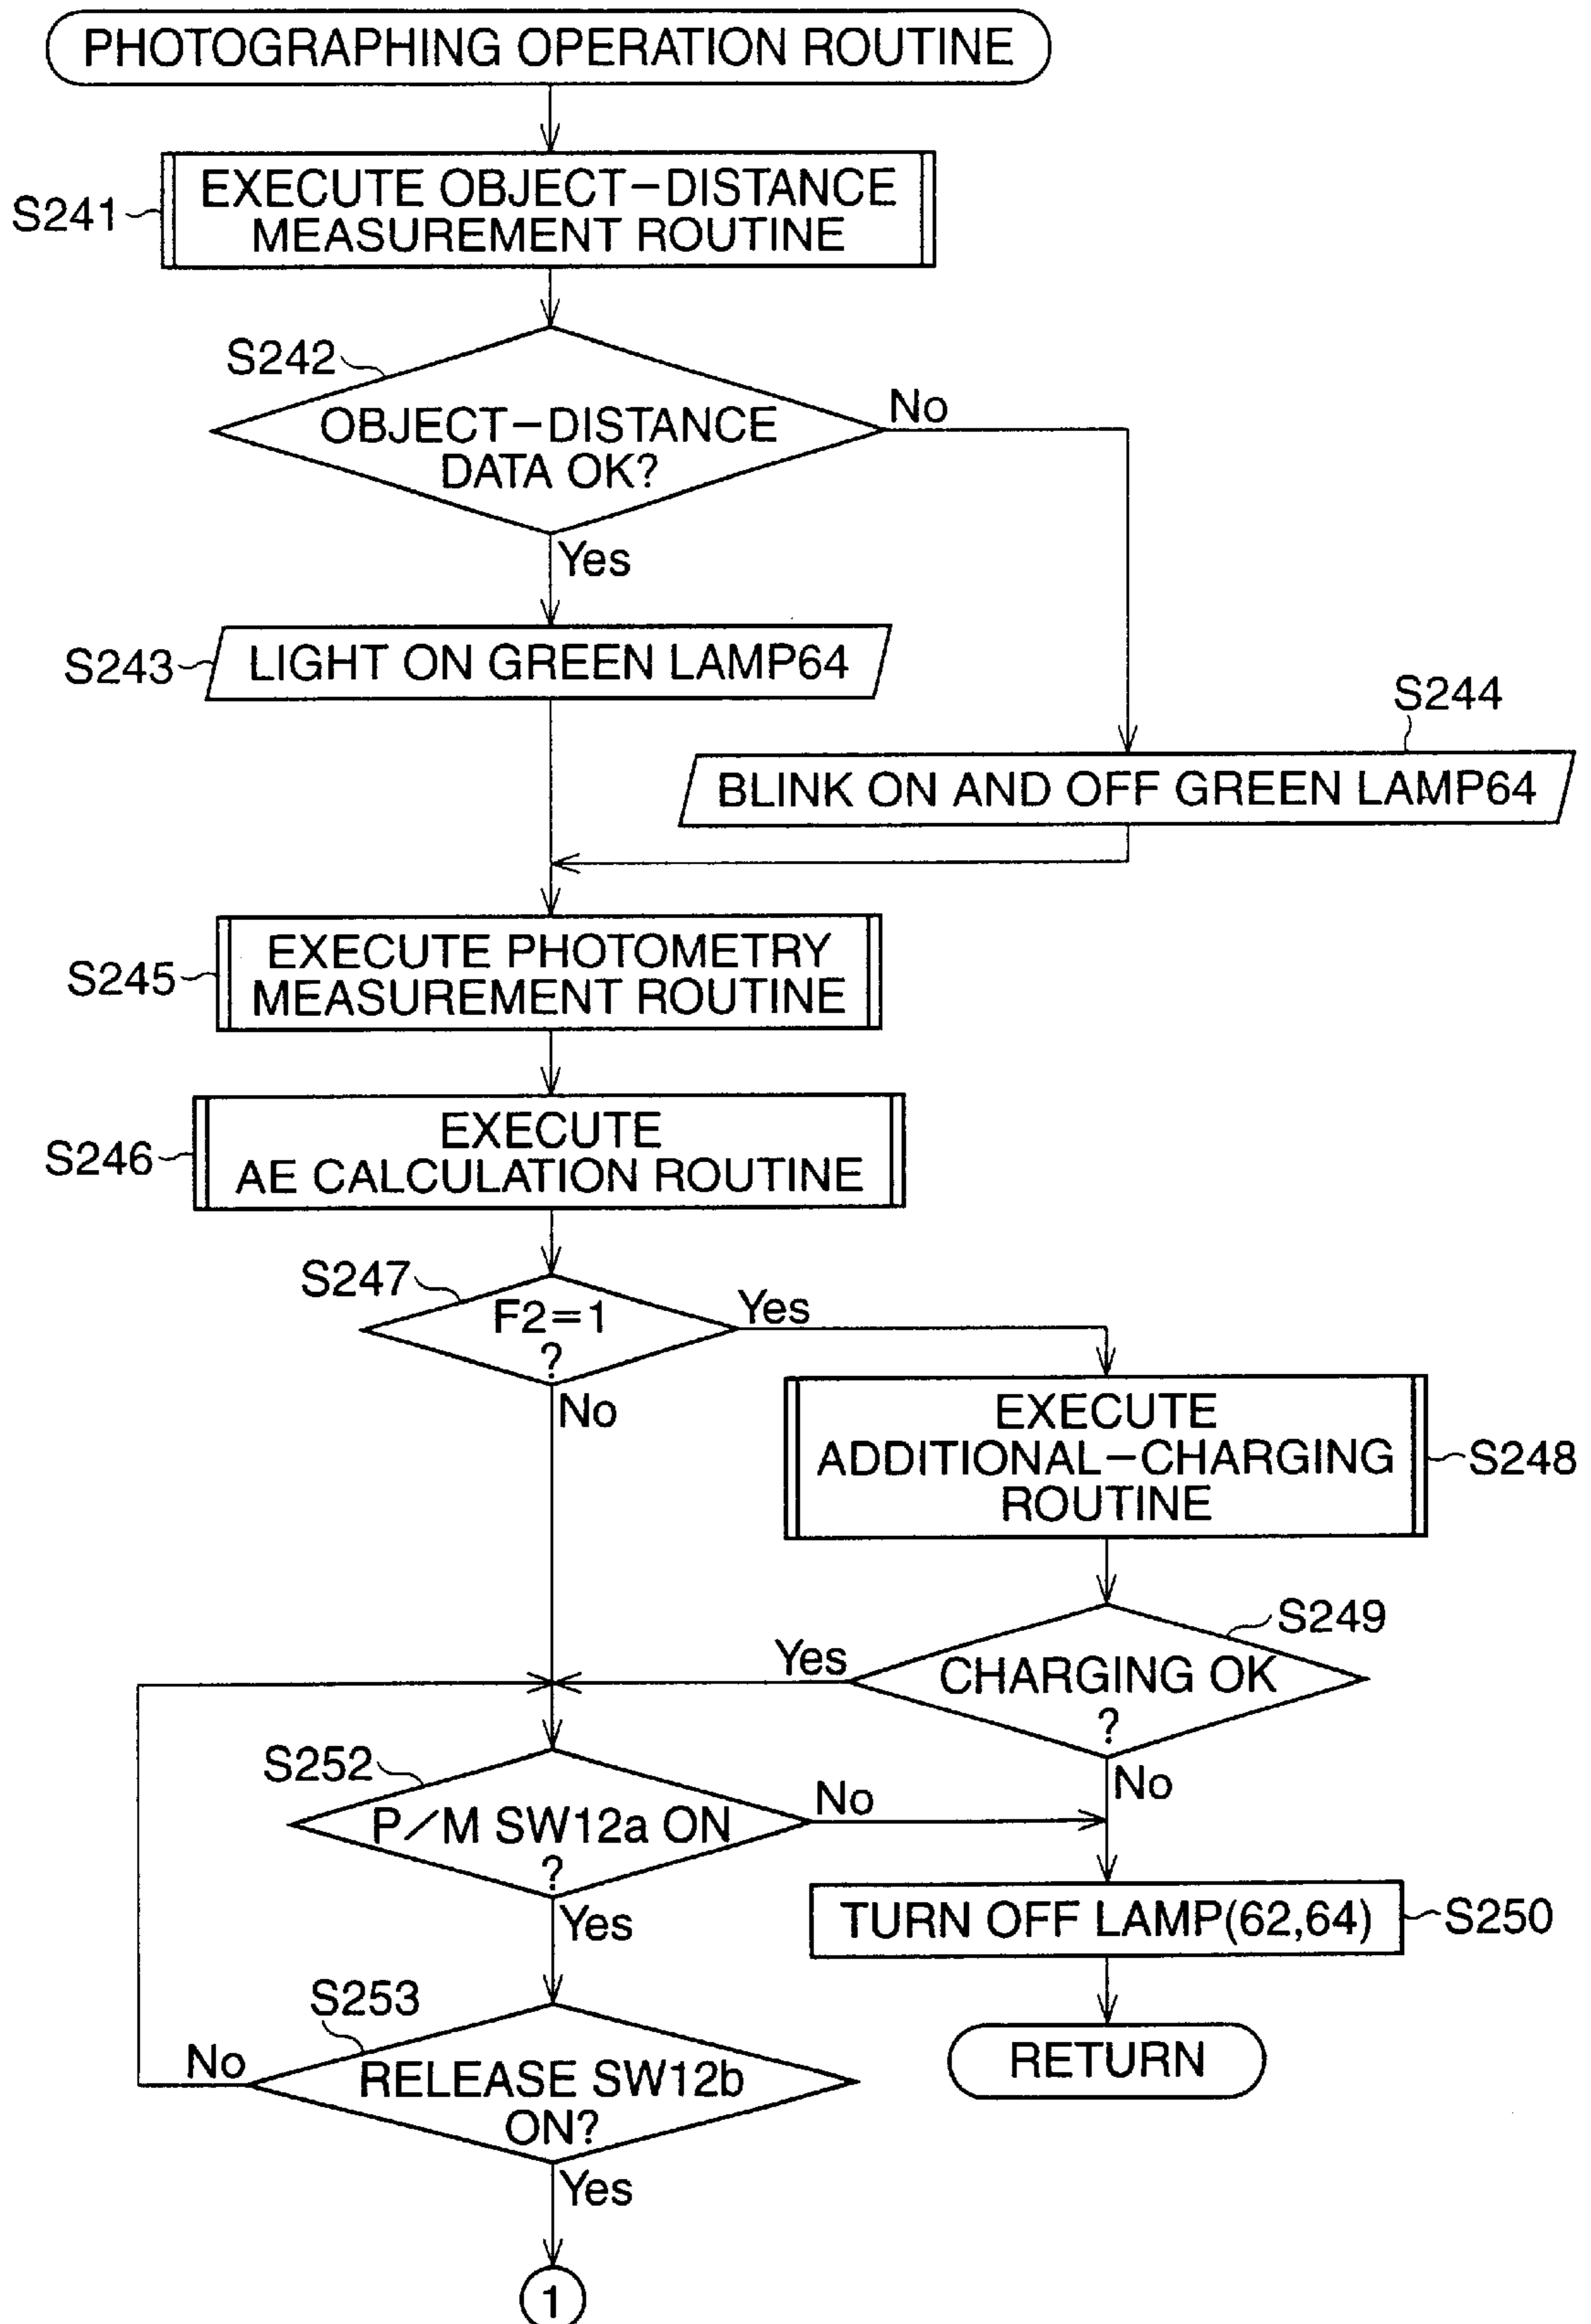 PHOTOGRAPHING OPERATION ROUTINE
S241
EXECUTE OBJECT-DISTANCE
MEASUREMENT ROUTINE
S242
OBJECT-DISTANCE
DATA OK?
No
Yes
S243
LIGHT ON GREEN LAMP64
S244
BLINK ON AND OFF GREEN LAMP64
S245
EXECUTE PHOTOMETRY
MEASUREMENT ROUTINE
S246
EXECUTE
AE CALCULATION ROUTINE
S247
F2=1
?
Yes
No
EXECUTE
ADDITIONAL-CHARGING
ROUTINE
S248
S249
CHARGING OK
?
Yes
No
S252
P/M SW12a ON
?
No
Yes
TURN OFF LAMP(62,64)
S250
RETURN
S253
RELEASE SW12b
ON?
No
Yes
1